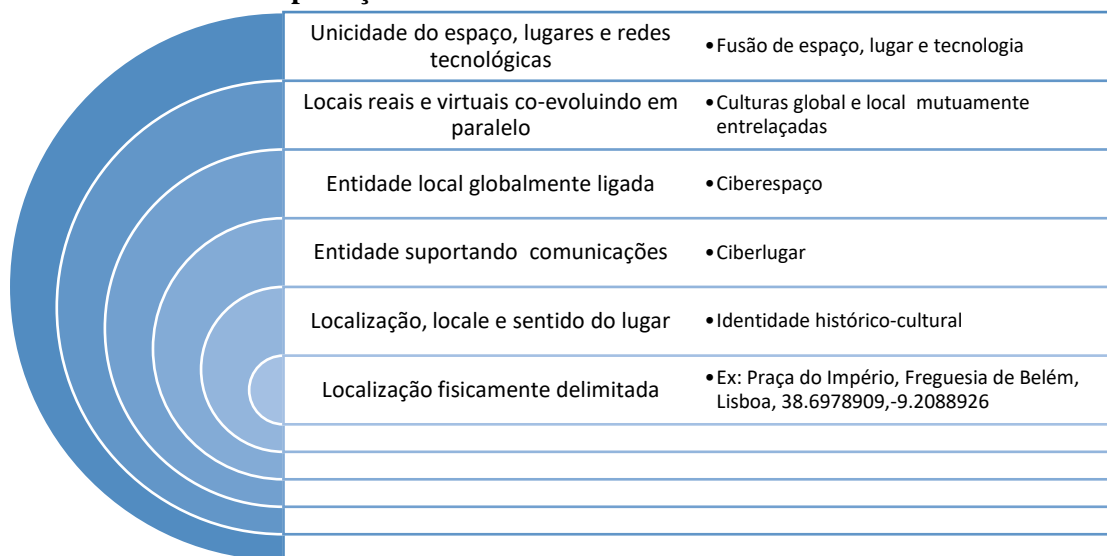 Unicidade do espaço, lugares e redes
tecnológicas
•Fusão de espaço, lugar e tecnologia
Locais reais e virtuais co-evoluindo em
paralelo
•Culturas global e local mutuamente
entrelaçadas
Entidade local globalmente ligada
•Ciberespaço
Entidade suportando comunicações
•Ciberlugar
Localização, locale e sentido do lugar
•Identidade histórico-cultural
Localização fisicamente delimitada
•Ex: Praça do Império, Freguesia de Belém,
Lisboa, 38.6978909,-9.2088926